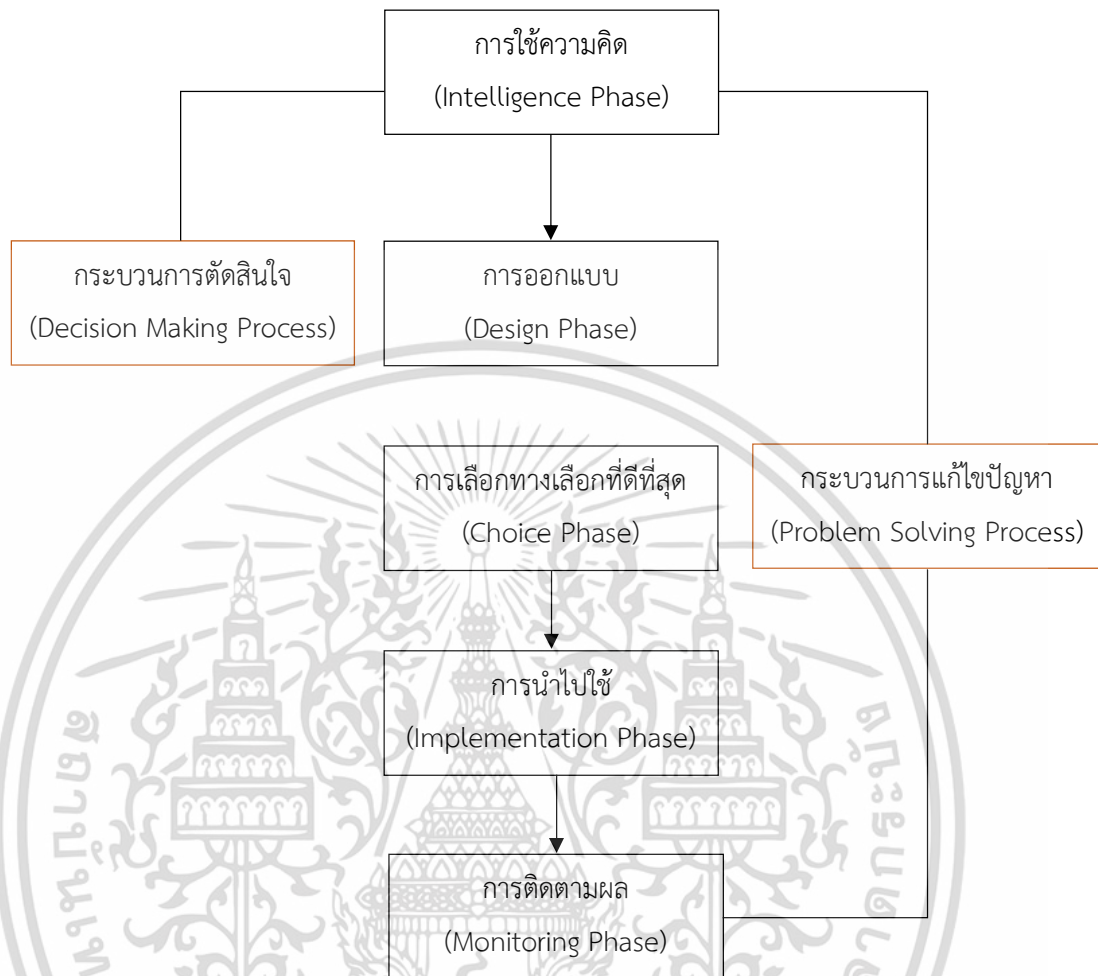 การใช้ความคิด
(Intelligence Phase)
กระบวนการตัดสินใจ
(Decision Making Process)
การออกแบบ
(Design Phase)
การเลือกทางเลือกที่ดีที่สุด
(Choice Phase)
กระบวนการแก้ไขปัญหา
(Problem Solving Process)
การนำไปใช้
(Implementation Phase)
การติดตามผล
(Monitoring Phase)